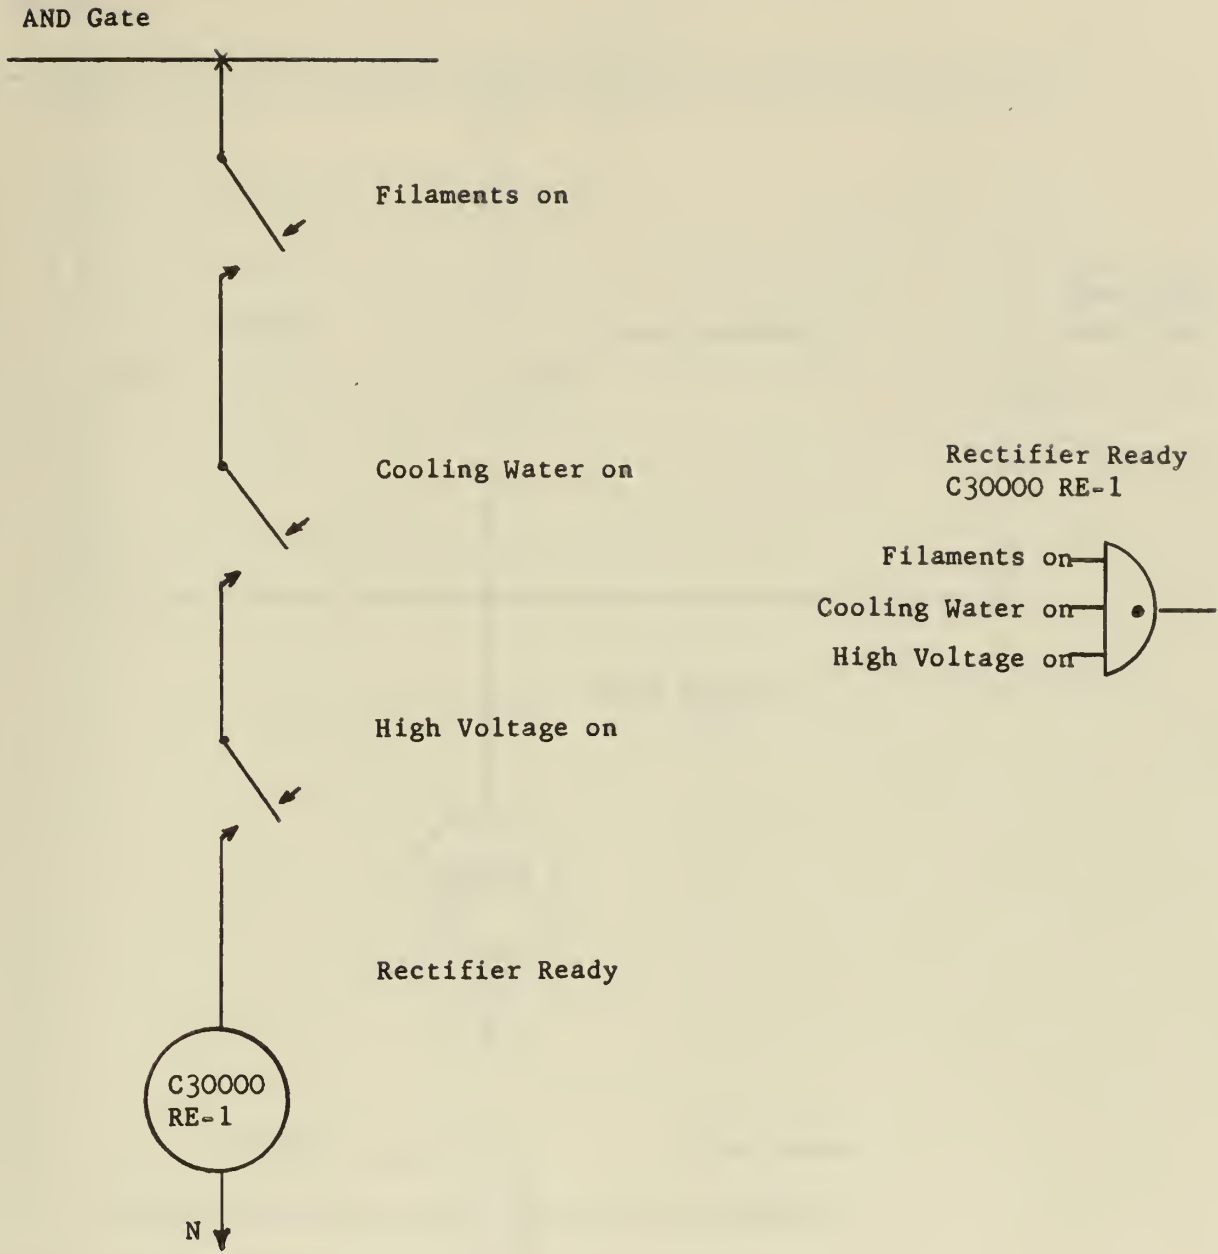 AND Gate
Filaments on
Cooling Water on
High Voltage on
Rectifier Ready
C30000
RE-1
N
Rectifier Ready
C30000 RE-1
Filaments on
Cooling Water on
High Voltage on